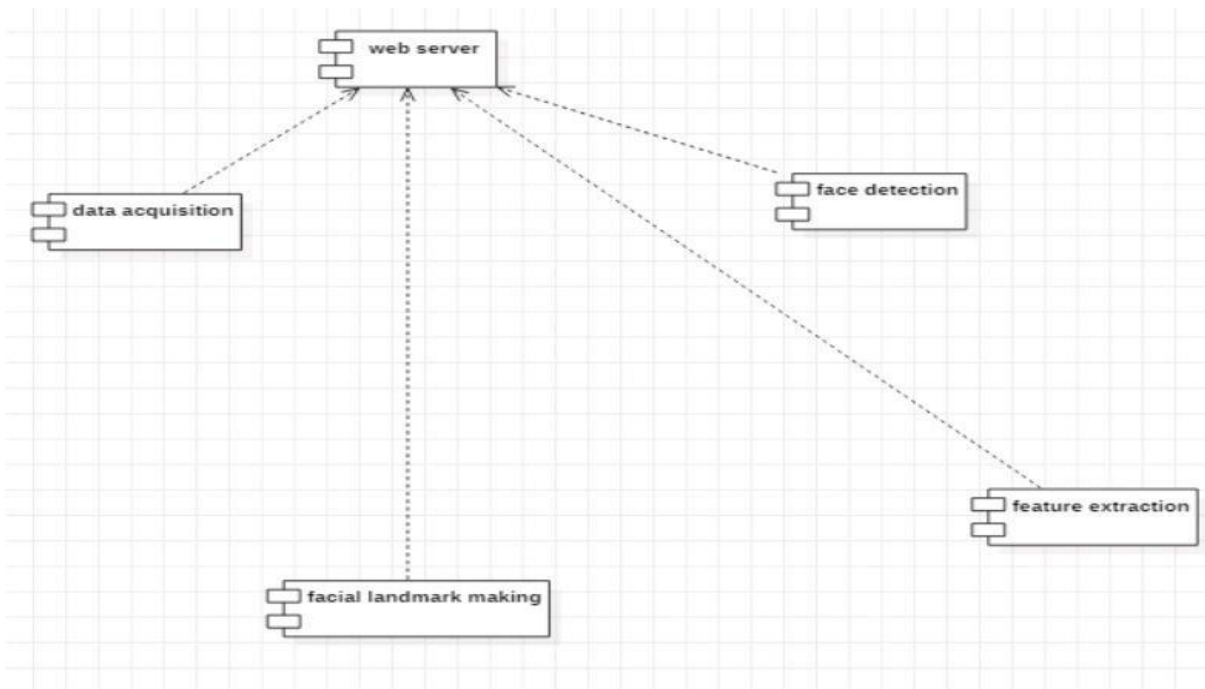 web server
data acquisition
face detection
feature extraction
facial landmark making